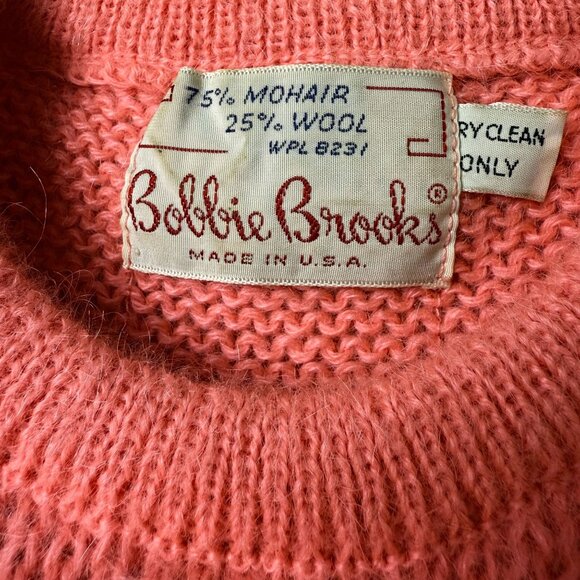 75% MOHAIR
25% WOOL
WPL 8231
Bobbie Brooks®
MADE IN U.S.A.
RY CLEAN
ONLY